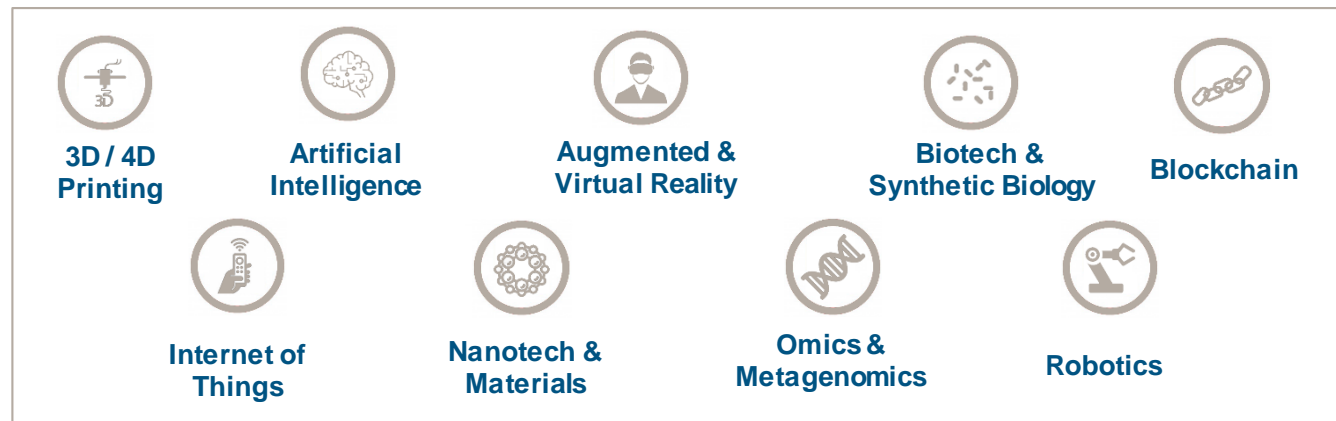 3D
3D / 4D
Printing
Artificial
Intelligence
Augmented &
Virtual Reality
Biotech &
Synthetic Biology
Blockchain
Internet of
Things
Nanotech &
Materials
Omics &
Metagenomics
Robotics